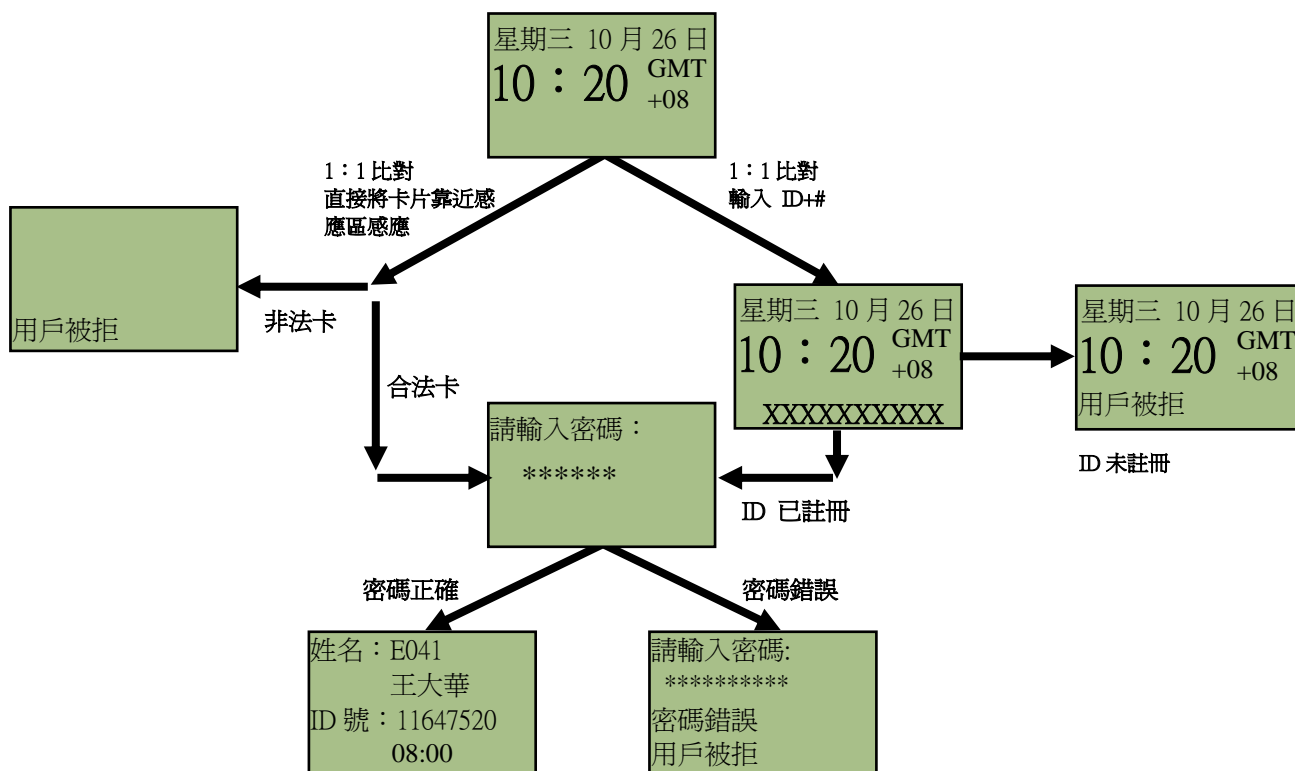 星期三 10 月 26 日
10：20 GMT
+08
1：1 比對
直接將卡片靠近感
應區感應
1：1 比對
輸入 ID+#
用戶被拒
非法卡
合法卡
星期三 10 月 26 日
10：20 GMT
+08
XXXXXXXXXX
星期三 10 月 26 日
10：20 GMT
+08
用戶被拒
ID 未註冊
請輸入密碼：
******
ID 已註冊
密碼正確
密碼錯誤
姓名：E041
王大華
ID 號：11647520
08:00
請輸入密碼:
**********
密碼錯誤
用戶被拒